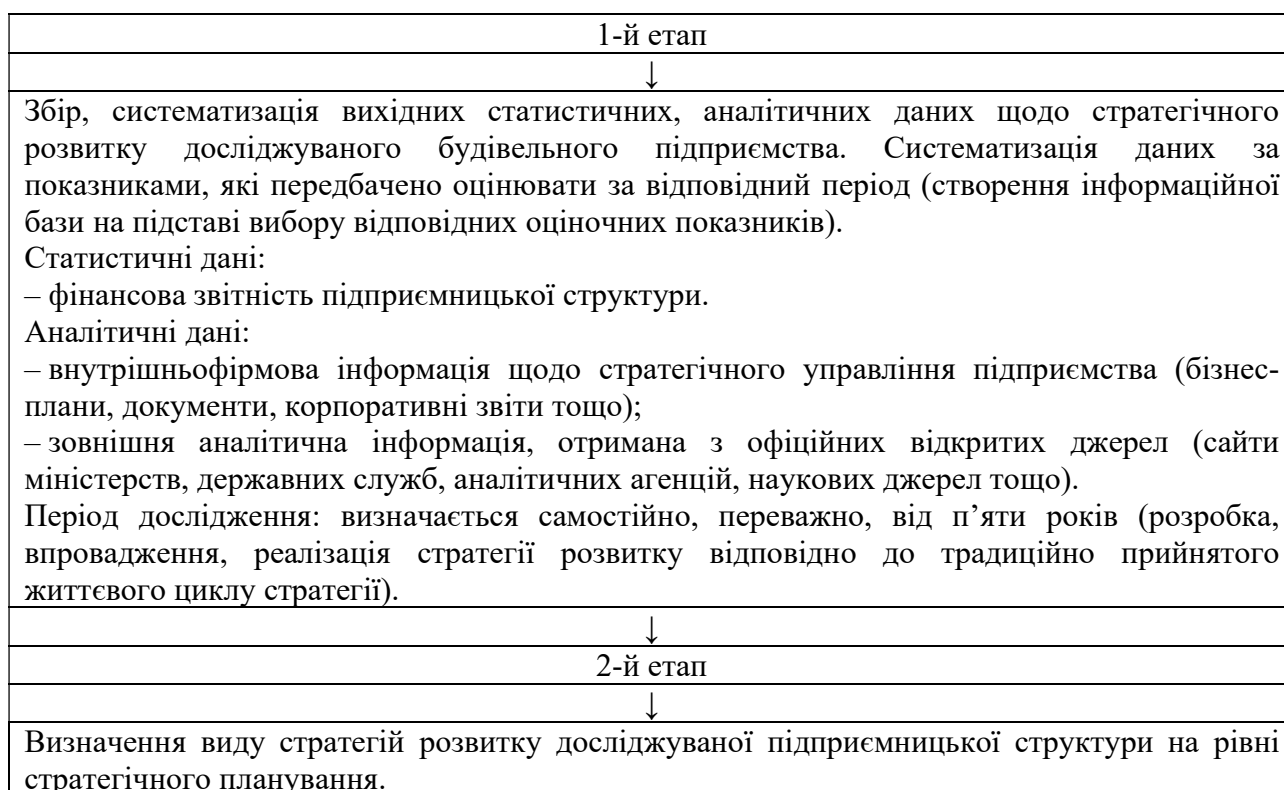 1-й етап
↓
Збір, систематизація вихідних статистичних, аналітичних даних щодо стратегічного
розвитку досліджуваного будівельного підприємства. Систематизація даних за
показниками, які передбачено оцінювати за відповідний період (створення інформаційної
бази на підставі вибору відповідних оціночних показників).
Статистичні дані:
– фінансова звітність підприємницької структури.
Аналітичні дані:
– внутрішньофірмова інформація щодо стратегічного управління підприємства (бізнес-
плани, документи, корпоративні звіти тощо);
– зовнішня аналітична інформація, отримана з офіційних відкритих джерел (сайти
міністерств, державних служб, аналітичних агенцій, наукових джерел тощо).
Період дослідження: визначається самостійно, переважно, від п’яти років (розробка,
впровадження, реалізація стратегії розвитку відповідно до традиційно прийнятого
життєвого циклу стратегії).
↓
2-й етап
↓
Визначення виду стратегій розвитку досліджуваної підприємницької структури на рівні
стратегічного планування.